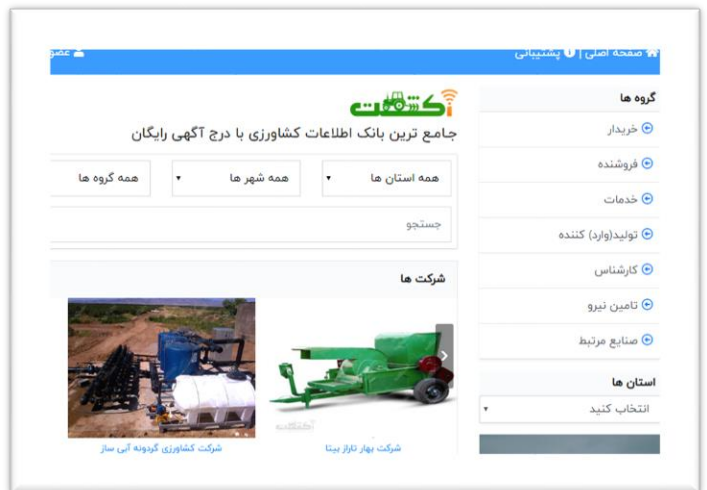 صفحه اصلی | پشتیبانی
عضو
گروه ها
خریدار
فروشنده
خدمات
تولید(وارد) کننده
کارشناس
تامین نیرو
صنایع مرتبط
استان ها
انتخاب کنید
جامع ترین بانک اطلاعات کشاورزی با درج آگهی رایگان
همه استان ها
همه شهر ها
همه گروه ها
جستجو
شرکت ها
شرکت بهار تاراز بیتا
شرکت کشاورزی گردونه آبی ساز